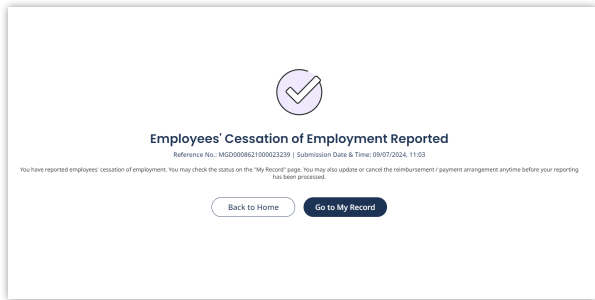 Employees' Cessation of Employment Reported
Reference No.: MGD0008621000023239 | Submission Date & Time: 09/07/2024, 11:03
You have reported employees' cessation of employment. You may check the status on the "My Record" page. You may also update or cancel the reimbursement / payment arrangement anytime before your reporting
has been processed.
Back to Home
Go to My Record